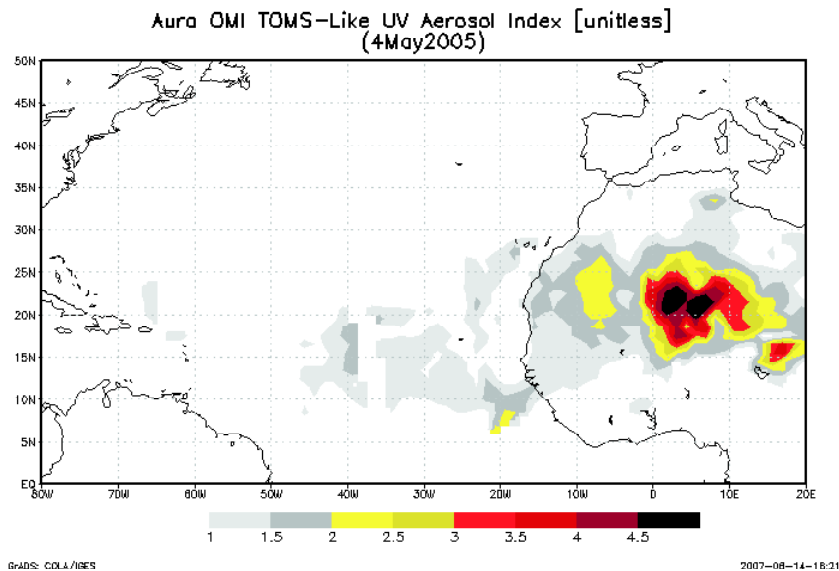 Aura OMI TOMS-Like UV Aerosol Index [unitless]
(4May2005)
50N
45N
40N
35N
30N
25N
20N
15N
10N
5N
EQ
80W 70W 60W 50W 40W 30W 20W 10W 0 10E 20E
1 1.5 2 2.5 3 3.5 4 4.5
GrADS: COLA/IGES 2007-06-14-16:21